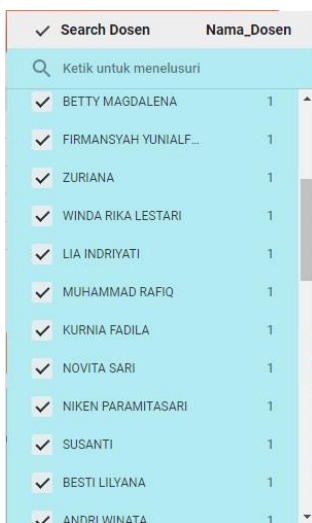 Search Dosen Nama_Dosen
Ketik untuk menelusuri
BETTY MAGDALENA 1
FIRMANSYAH YUNIALF... 1
ZURIANA 1
WINDA RIKA LESTARI 1
LIA INDRIYATI 1
MUHAMMAD RAFIQ 1
KURNIA FADILA 1
NOVITA SARI 1
NIKEN PARAMITASARI 1
SUSANTI 1
BESTI LILYANA 1
ANDRI WINATA 1